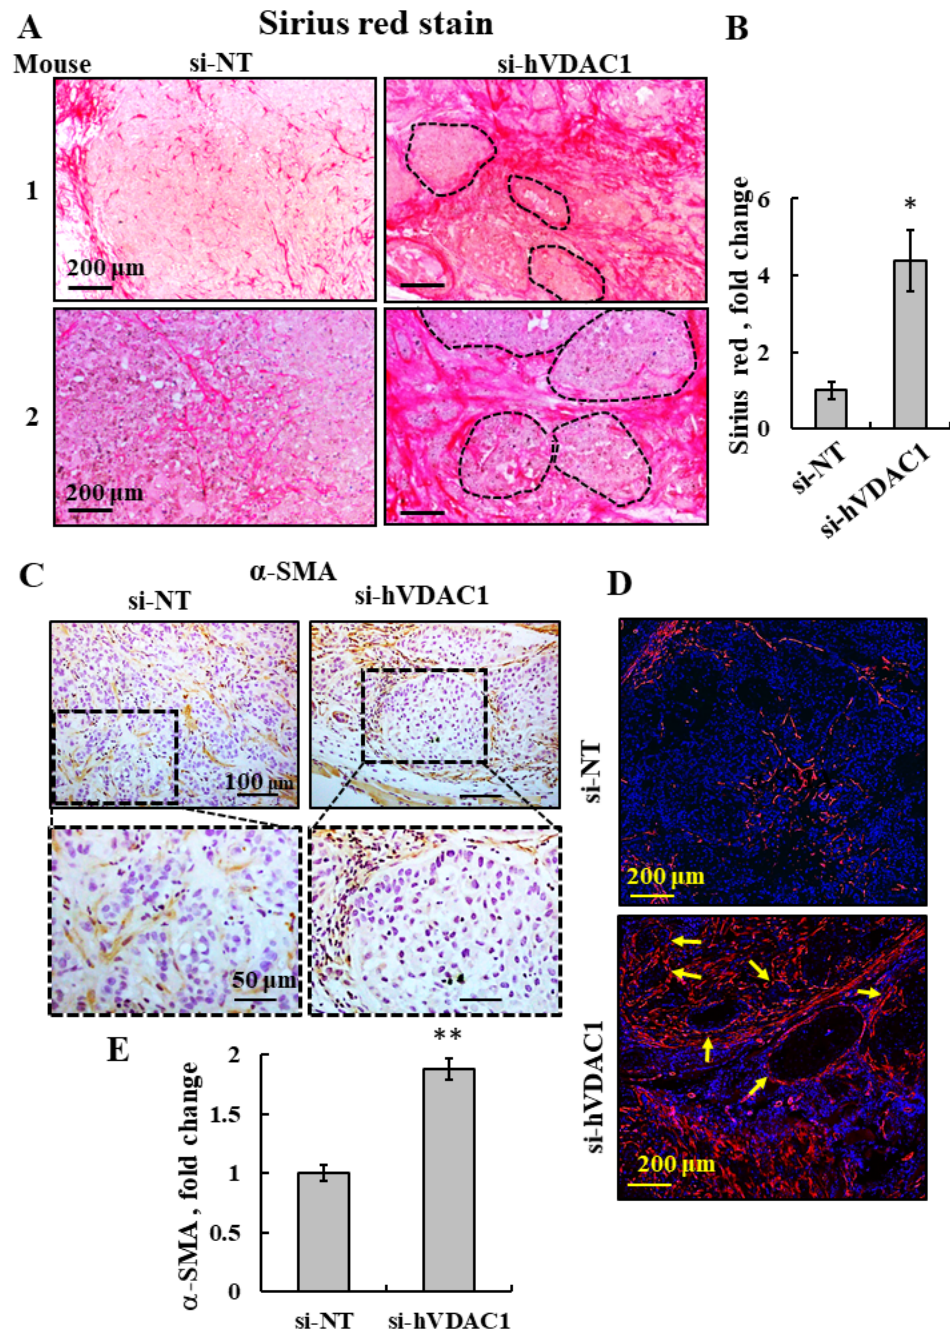 A
Sirius red stain
Mouse
si-NT
si-hVDAC1
1
200 μm
2
200 μm
B
Sirius red , fold change
6
4
2
0
*
si-NT
si-hVDAC1
C
α-SMA
si-NT
si-hVDAC1
100 μm
50 μm
D
si-NT
200 μm
si-hVDAC1
200 μm
E
α-SMA , fold change
2
1.5
1
0.5
0
**
si-NT
si-hVDAC1